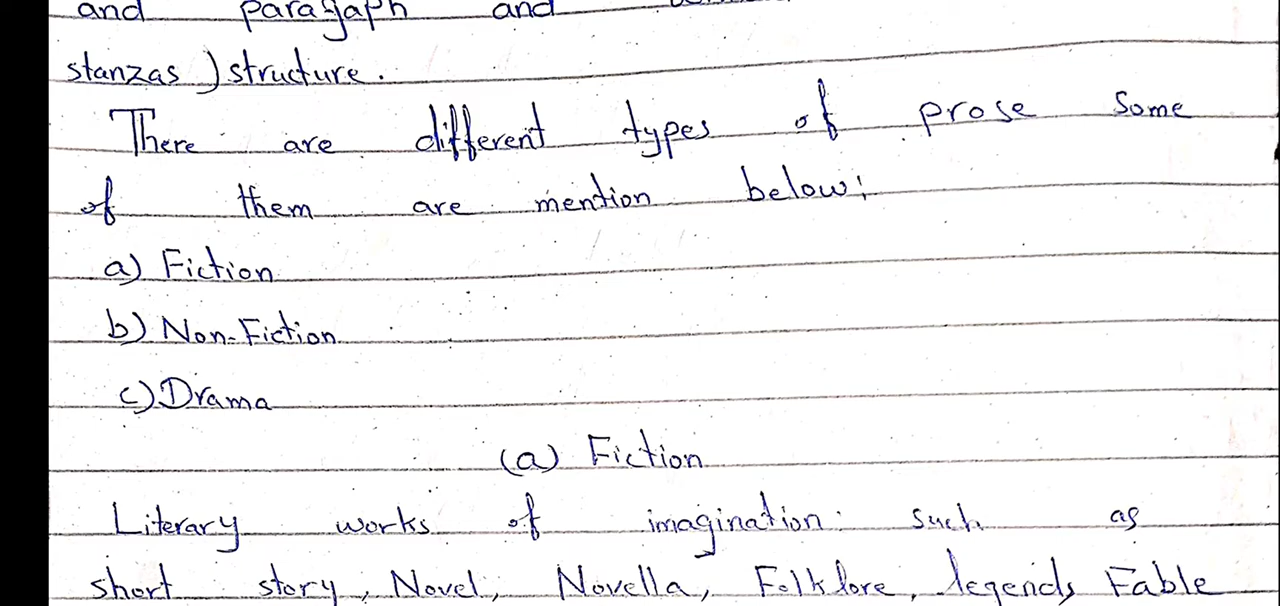 and paragraph and
stanzas ) structure.
There are different types of prose some
of them are mention below:
a) Fiction
b) Non-Fiction
c) Drama
(a) Fiction
Literary works of imagination such as
short story, Novel, Novella, Folklore, legends, Fable